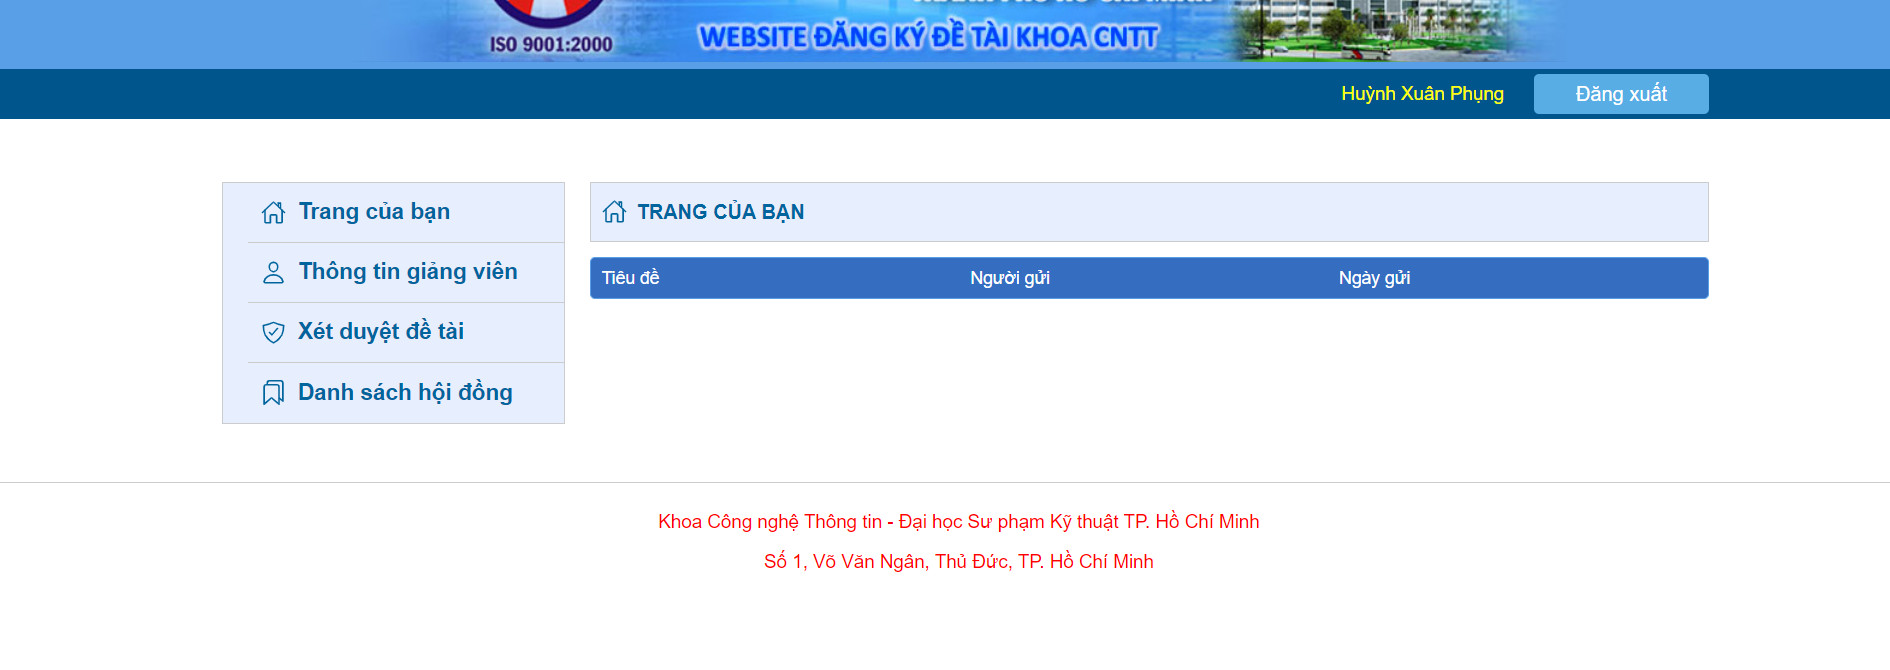 ISO 9001:2000
WEBSITE ĐĂNG KÝ ĐỀ TÀI KHOA CNTT
Huỳnh Xuân Phụng
Đăng xuất
Trang của bạn
Thông tin giảng viên
Xét duyệt đề tài
Danh sách hội đồng
TRANG CỦA BẠN
Tiêu đề Người gửi Ngày gửi
Khoa Công nghệ Thông tin - Đại học Sư phạm Kỹ thuật TP. Hồ Chí Minh
Số 1, Võ Văn Ngân, Thủ Đức, TP. Hồ Chí Minh